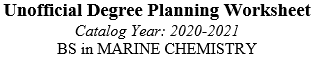 Unofficial Degree Planning Worksheet
Catalog Year: 2020-2021
BS in MARINE CHEMISTRY